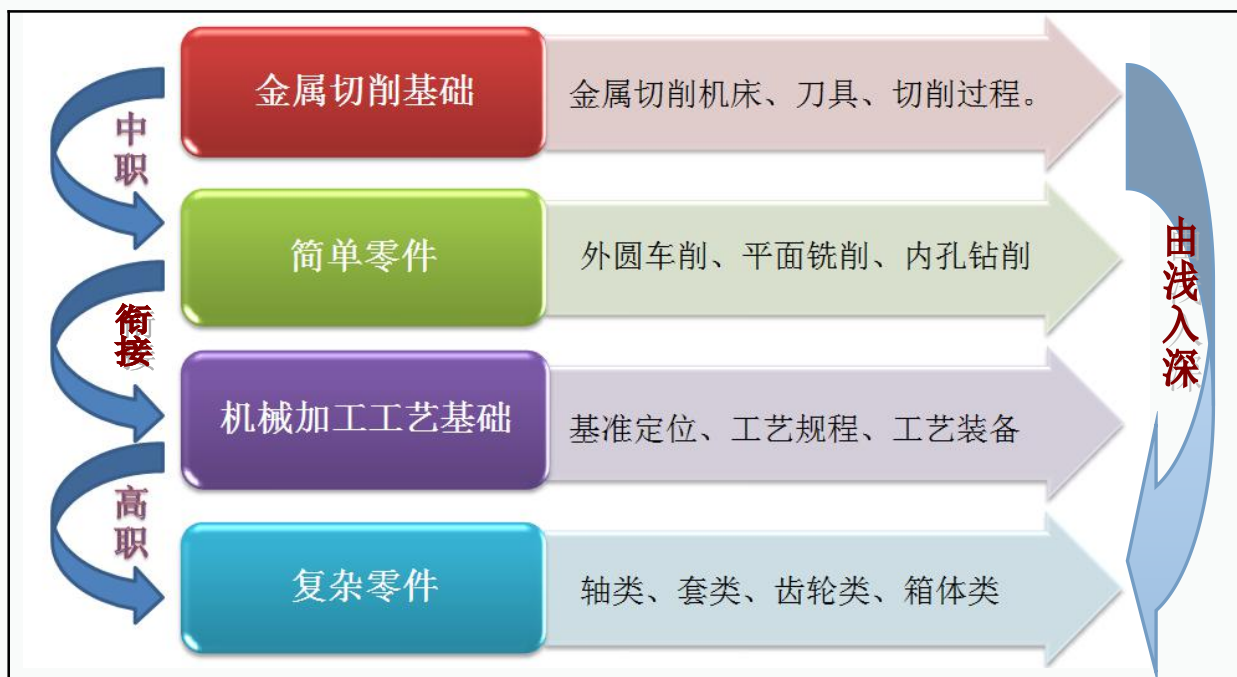 金属切削基础
金属切削机床、刀具、切削过程。
中职
简单零件
外圆车削、平面铣削、内孔钻削
衔接
机械加工工艺基础
基准定位、工艺规程、工艺装备
高职
复杂零件
轴类、套类、齿轮类、箱体类
由浅入深